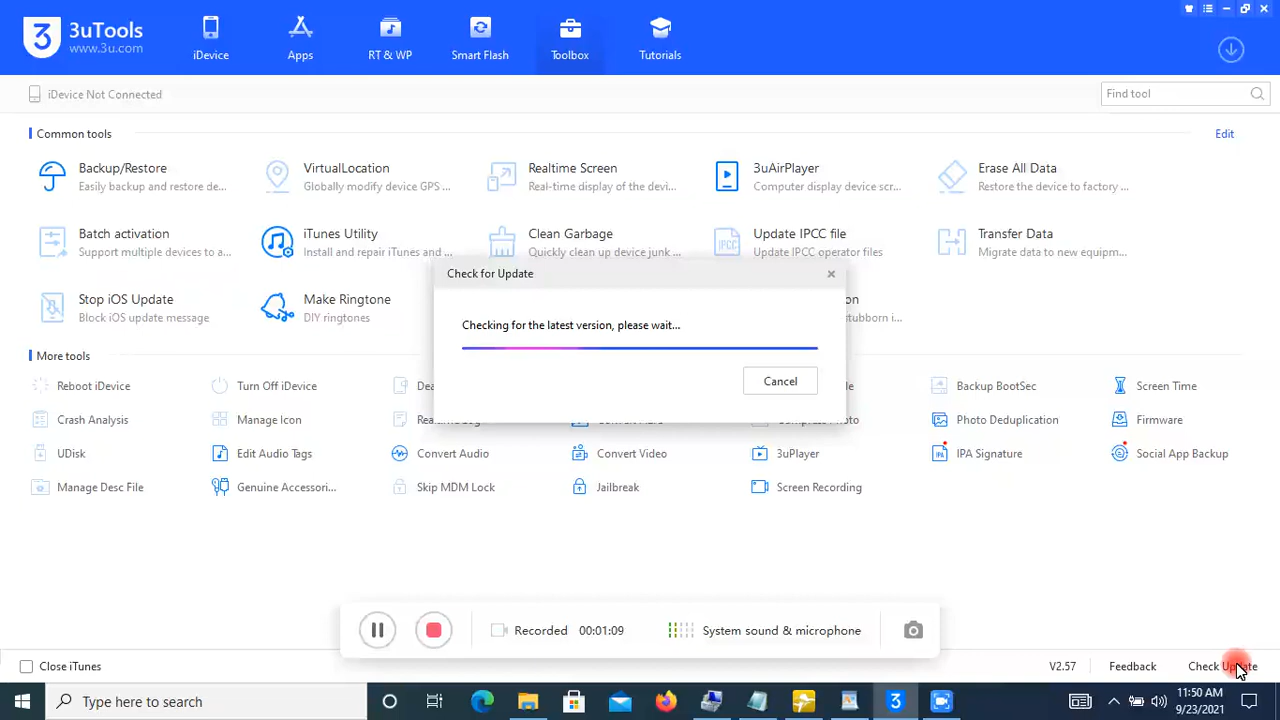 3
3uTools
www.3u.com
iDevice
Apps
RT & WP
Smart Flash
Toolbox
Tutorials
iDevice Not Connected
Find tool
Common tools
Edit
Backup/Restore
Easily backup and restore de...
VirtualLocation
Globally modify device GPS ...
Realtime Screen
Real-time display of the devi...
3uAirPlayer
Computer display device scr...
Erase All Data
Restore the device to factory ...
Batch activation
Support multiple devices to a...
iTunes Utility
Install and repair iTunes and ...
Clean Garbage
Quickly clean up device junk ...
IPCC
Update IPCC file
Update IPCC operator files
Transfer Data
Migrate data to new equipm...
Stop iOS Update
Block iOS update message
Make Ringtone
DIY ringtones
Check for Update
Checking for the latest version, please wait...
Cancel
More tools
Reboot iDevice
Turn Off iDevice
Backup BootSec
Screen Time
Crash Analysis
Manage Icon
Photo Deduplication
Firmware
UDisk
Edit Audio Tags
Convert Audio
Convert Video
3uPlayer
IPA
IPA Signature
Social App Backup
Manage Desc File
Genuine Accessori...
Skip MDM Lock
Jailbreak
Screen Recording
Recorded 00:01:09
System sound & microphone
Close iTunes
V2.57
Feedback
Check Update
Type here to search
3
11:50 AM
9/23/2021